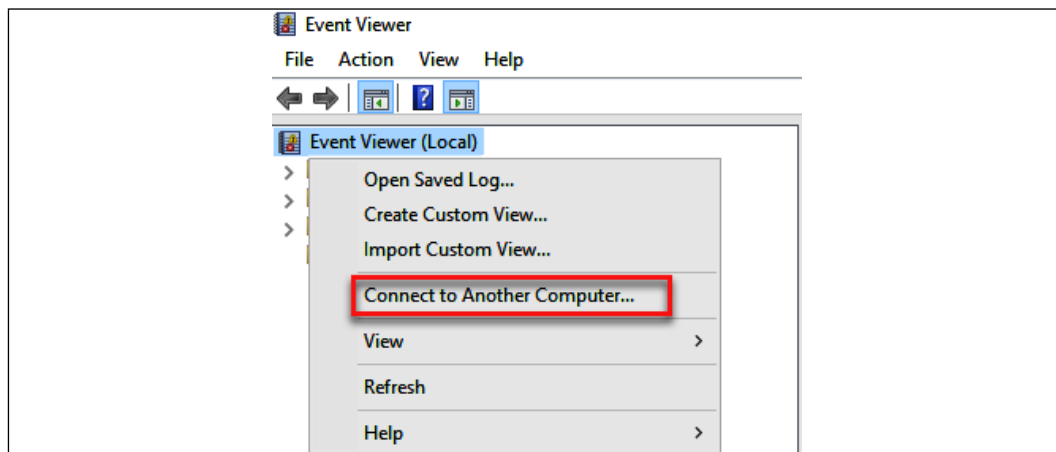 Event Viewer
File Action View Help
?
Event Viewer (Local)
Open Saved Log...
Create Custom View...
Import Custom View...
Connect to Another Computer...
View
Refresh
Help